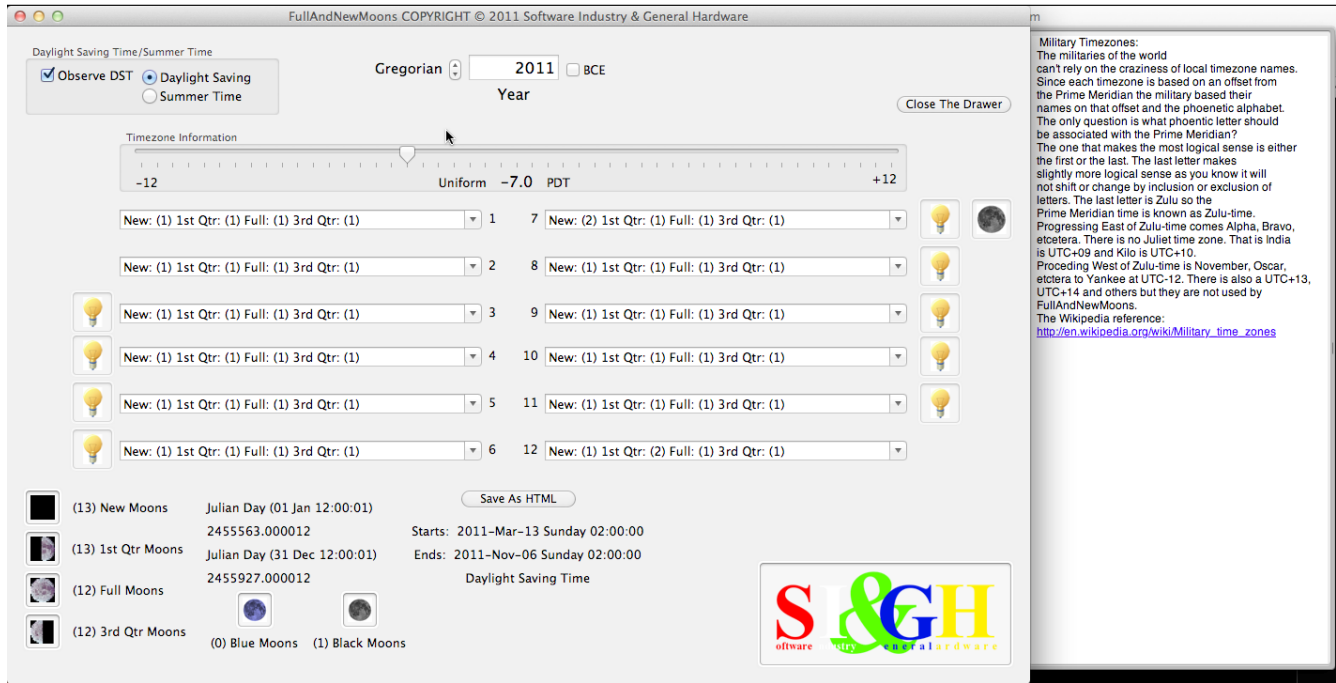 FullAndNewMoons COPYRIGHT © 2011 Software Industry & General Hardware
m
Daylight Saving Time/Summer Time
Observe DST
Daylight Saving
Summer Time
Gregorian 2011 BCE
Year
Close The Drawer
Timezone Information
-12 Uniform -7.0 PDT +12
New: (1) 1st Qtr: (1) Full: (1) 3rd Qtr: (1) 1
7 New: (2) 1st Qtr: (1) Full: (1) 3rd Qtr: (1)
New: (1) 1st Qtr: (1) Full: (1) 3rd Qtr: (1) 2
8 New: (1) 1st Qtr: (1) Full: (1) 3rd Qtr: (1)
New: (1) 1st Qtr: (1) Full: (1) 3rd Qtr: (1) 3
9 New: (1) 1st Qtr: (1) Full: (1) 3rd Qtr: (1)
New: (1) 1st Qtr: (1) Full: (1) 3rd Qtr: (1) 4
10 New: (1) 1st Qtr: (1) Full: (1) 3rd Qtr: (1)
New: (1) 1st Qtr: (1) Full: (1) 3rd Qtr: (1) 5
11 New: (1) 1st Qtr: (1) Full: (1) 3rd Qtr: (1)
New: (1) 1st Qtr: (1) Full: (1) 3rd Qtr: (1) 6
12 New: (1) 1st Qtr: (2) Full: (1) 3rd Qtr: (1)
(13) New Moons
(13) 1st Qtr Moons
(12) Full Moons
(12) 3rd Qtr Moons
Julian Day (01 Jan 12:00:01)
2455563.000012
Julian Day (31 Dec 12:00:01)
2455927.000012
(0) Blue Moons (1) Black Moons
Save As HTML
Starts: 2011-Mar-13 Sunday 02:00:00
Ends: 2011-Nov-06 Sunday 02:00:00
Daylight Saving Time
SI&GH
oftware ndustry eneral ardware
Military Timezones:
The militaries of the world
can't rely on the craziness of local timezone names.
Since each timezone is based on an offset from
the Prime Meridian the military based their
names on that offset and the phoenetic alphabet.
The only question is what phoentic letter should
be associated with the Prime Meridian?
The one that makes the most logical sense is either
the first or the last. The last letter makes
slightly more logical sense as you know it will
not shift or change by inclusion or exclusion of
letters. The last letter is Zulu so the
Prime Meridian time is known as Zulu-time.
Progressing East of Zulu-time comes Alpha, Bravo,
etcetera. There is no Juliet time zone. That is India
is UTC+09 and Kilo is UTC+10.
Proceding West of Zulu-time is November, Oscar,
etctera to Yankee at UTC-12. There is also a UTC+13,
UTC+14 and others but they are not used by
FullAndNewMoons.
The Wikipedia reference:
http://en.wikipedia.org/wiki/Military_time_zones